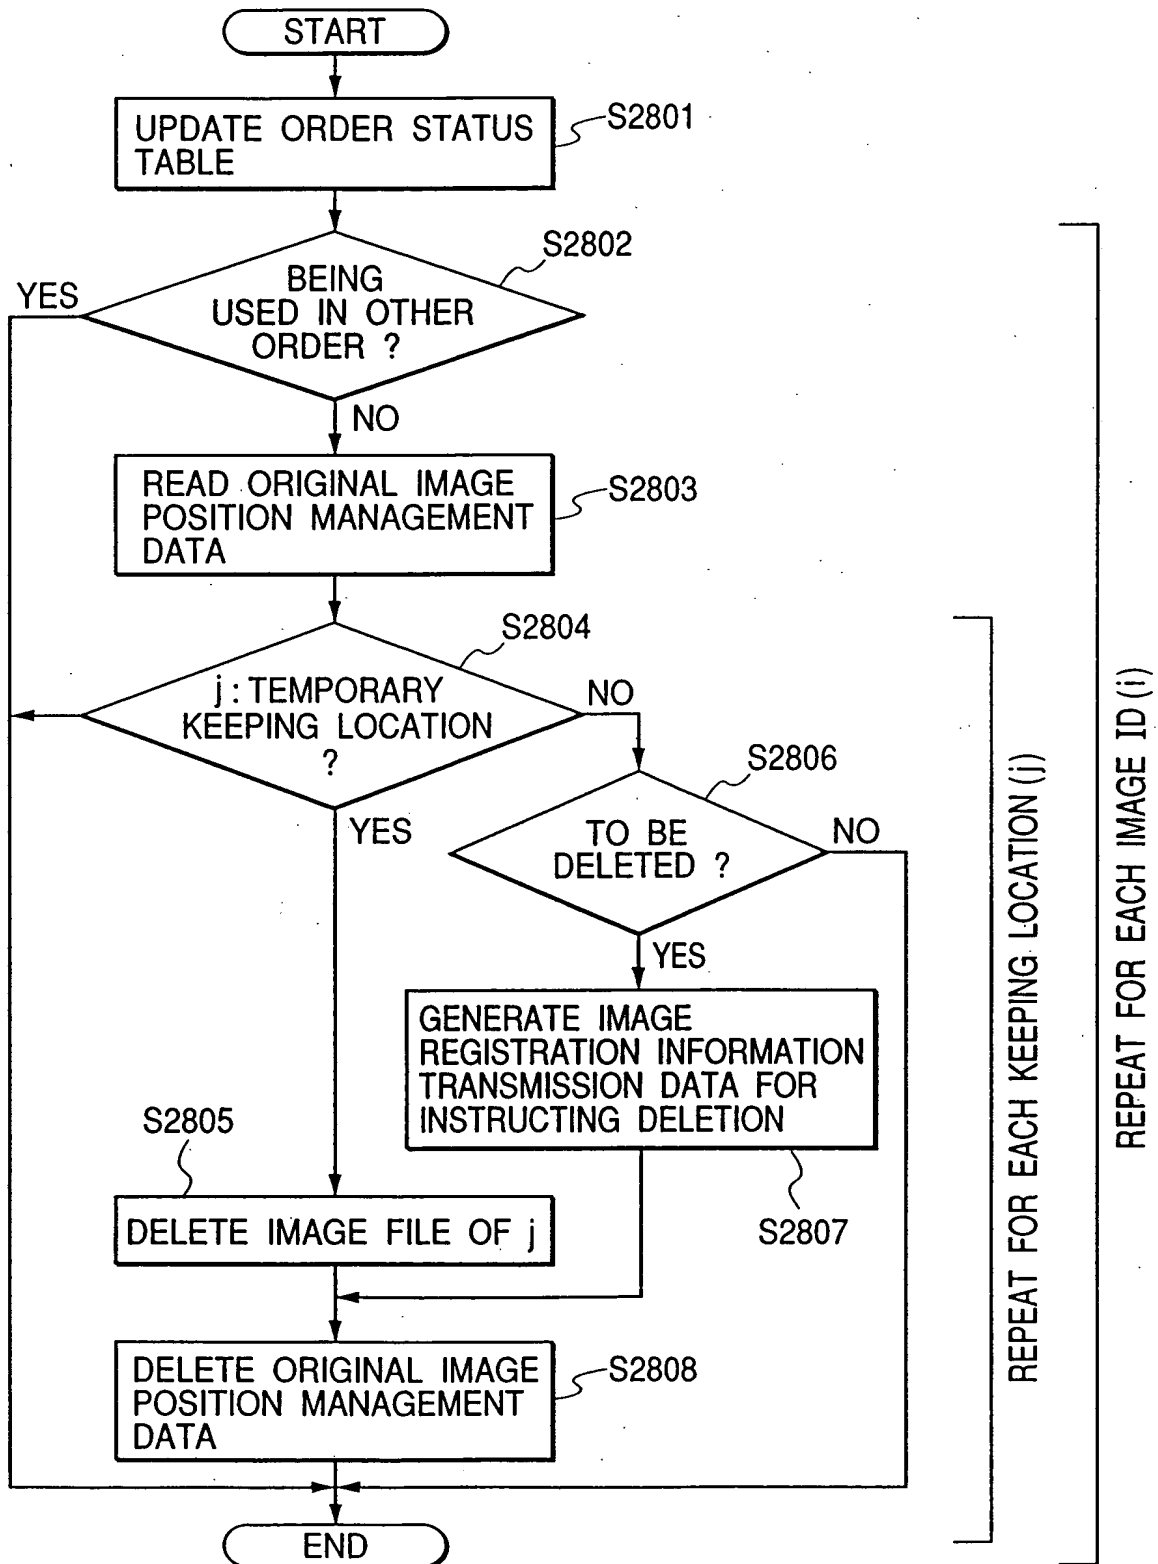 START
UPDATE ORDER STATUS
TABLE
S2801
BEING
USED IN OTHER
ORDER ?
S2802
YES
NO
READ ORIGINAL IMAGE
POSITION MANAGEMENT
DATA
S2803
j : TEMPORARY
KEEPING LOCATION
?
S2804
NO
YES
TO BE
DELETED ?
S2806
NO
YES
GENERATE IMAGE
REGISTRATION INFORMATION
TRANSMISSION DATA FOR
INSTRUCTING DELETION
S2807
S2805
DELETE IMAGE FILE OF j
DELETE ORIGINAL IMAGE
POSITION MANAGEMENT
DATA
S2808
END
REPEAT FOR EACH KEEPING LOCATION (j)
REPEAT FOR EACH IMAGE ID (i)